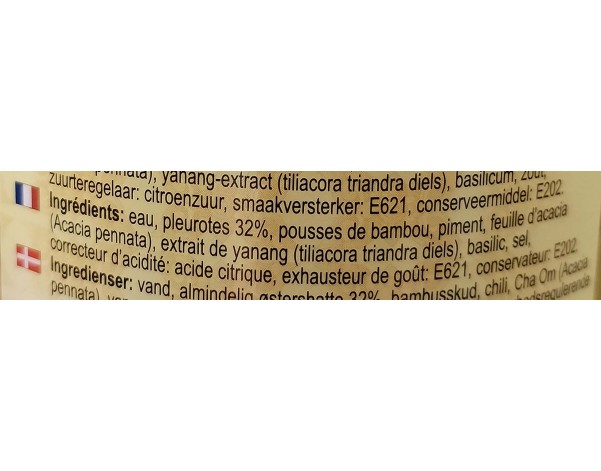 pennata), yanang-extract (tiliacora triandra diels), basilicum, zout,
zuurteregelaar: citroenzuur, smaakversterker: E621, conserveermiddel: E202.
Ingrédients: eau, pleurotes 32%, pousses de bambou, piment, feuille d'acacia
(Acacia pennata), extrait de yanang (tiliacora triandra diels), basilic, sel,
correcteur d'acidité: acide citrique, exhausteur de goût: E621, conservateur: E202.
Ingredienser: vand, almindelig østershatte 32%, bambusskud, chili, Cha Om (Acacia
pennata),